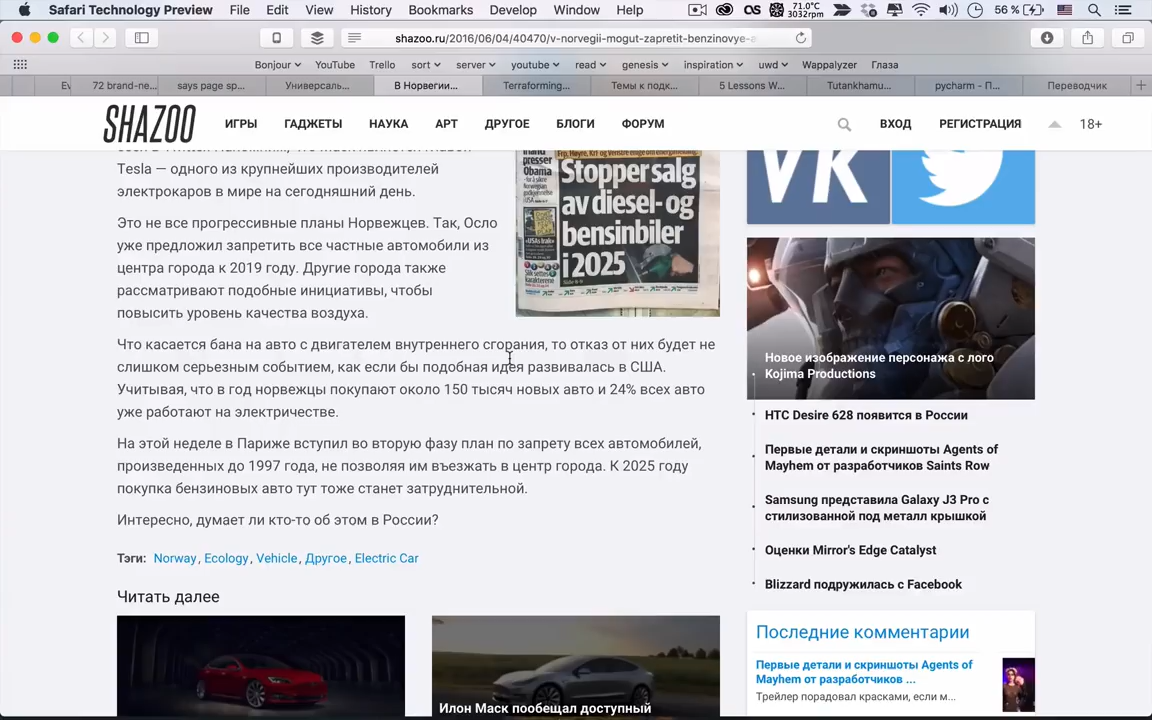 Safari Technology Preview File Edit View History Bookmarks Develop Window Help
71.0°C
3032rpm
56 %
shazoo.ru/2016/06/04/40470/v-norvegii-mogut-zapretit-benzinovye-a
Bonjour YouTube Trello sort server youtube read genesis inspiration uwd Wappalyzer Глаза
Ev 72 brand-ne... says page sp... Универсаль... В Норвегии... Terraforming... Темы к подк... 5 Lessons W... Tutankhamu... pycharm - П... Переводчик
SHAZOO ИГРЫ ГАДЖЕТЫ НАУКА АРТ ДРУГОЕ БЛОГИ ФОРУМ ВХОД РЕГИСТРАЦИЯ 18+
Tesla — одного из крупнейших производителей
электрокаров в мире на сегодняшний день.
Это не все прогрессивные планы Норвежцев. Так, Осло
уже предложил запретить все частные автомобили из
центра города к 2019 году. Другие города также
рассматривают подобные инициативы, чтобы
повысить уровень качества воздуха.
presser
Obama
Stopper salg
av diesel- og
bensinbiler
i 2025
Что касается бана на авто с двигателем внутреннего сгорания, то отказ от них будет не
слишком серьезным событием, как если бы подобная идея развивалась в США.
Учитывая, что в год норвежцы покупают около 150 тысяч новых авто и 24% всех авто
уже работают на электричестве.
На этой неделе в Париже вступил во вторую фазу план по запрету всех автомобилей,
произведенных до 1997 года, не позволяя им въезжать в центр города. К 2025 году
покупка бензиновых авто тут тоже станет затруднительной.
Интересно, думает ли кто-то об этом в России?
Тэги: Norway, Ecology, Vehicle, Другое, Electric Car
Читать далее
Илон Маск пообещал доступный
VK
Новое изображение персонажа с лого
Kojima Productions
HTC Desire 628 появится в России
Первые детали и скриншоты Agents of
Mayhem от разработчиков Saints Row
Samsung представила Galaxy J3 Pro с
стилизованной под металл крышкой
Оценки Mirror's Edge Catalyst
Blizzard подружилась с Facebook
Последние комментарии
Первые детали и скриншоты Agents of
Mayhem от разработчиков ...
Трейлер порадовал красками, если м...